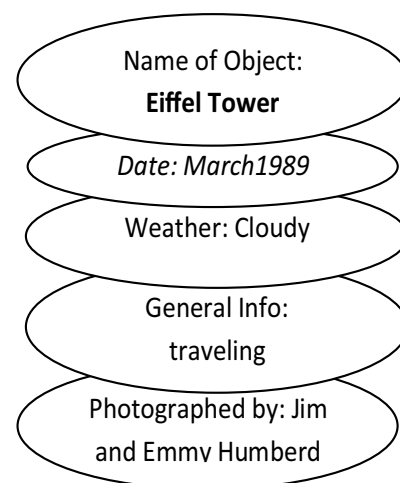 Name of Object:
Eiffel Tower
Date: March1989
Weather: Cloudy
General Info:
traveling
Photographed by: Jim
and Emmy Humberd